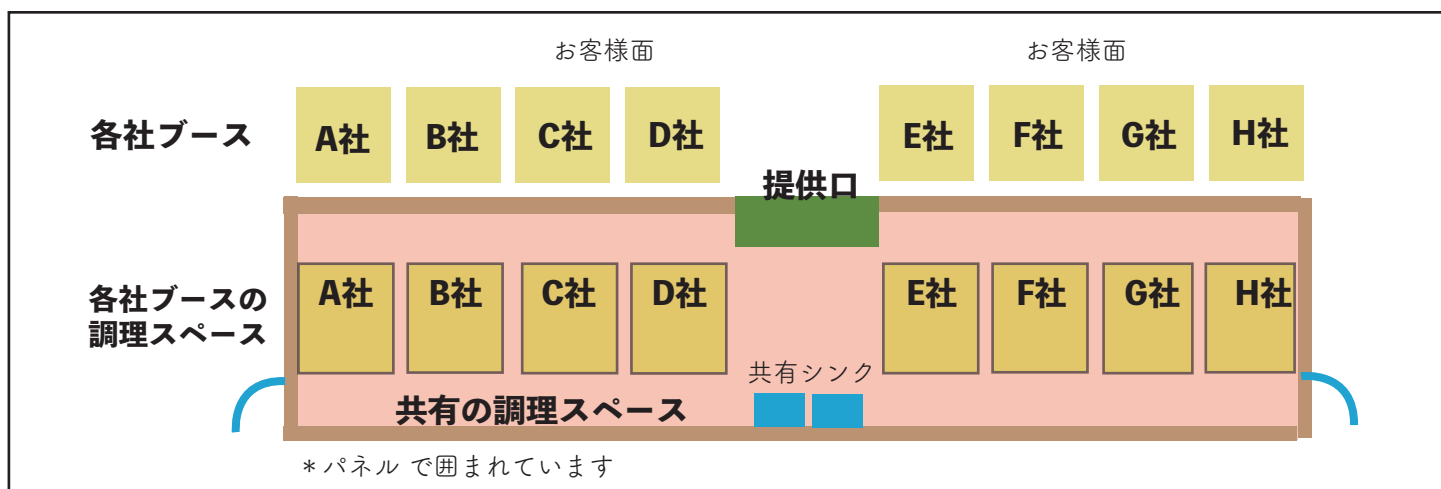 お客様面 お客様面
各社ブース A社 B社 C社 D社 E社 F社 G社 H社
提供口
各社ブースの
調理スペース
A社 B社 C社 D社 E社 F社 G社 H社
共有シンク
共有の調理スペース
*パネル で囲まれています